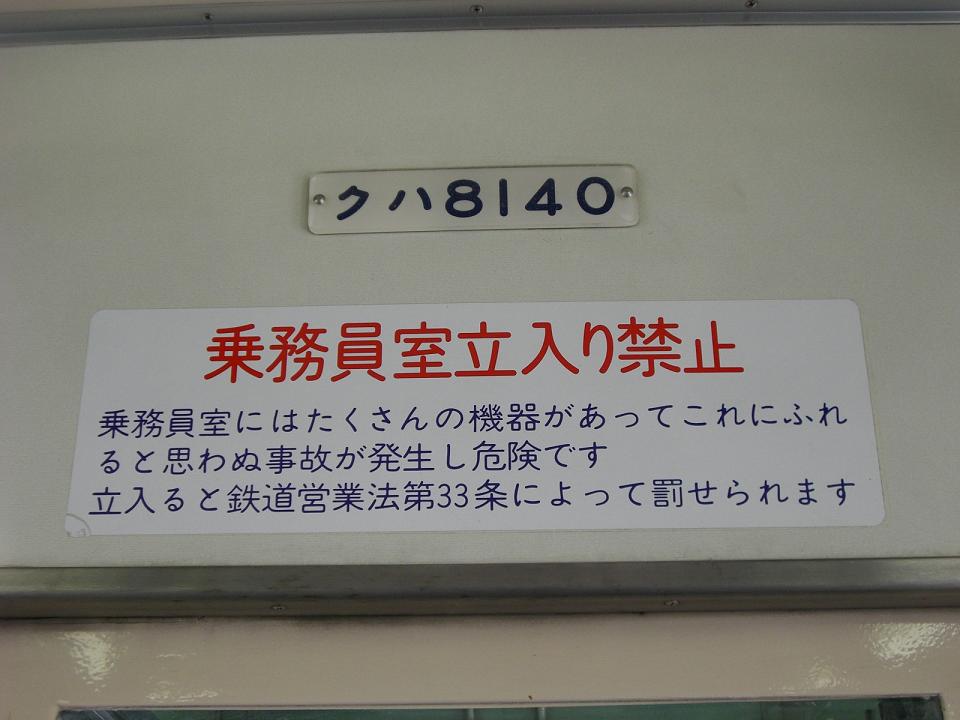 クハ8140
乗務員室立入り禁止
乗務員室にはたくさんの機器があってこれにふれ
ると思わぬ事故が発生し危険です
立入ると鉄道営業法第33条によって罰せられます